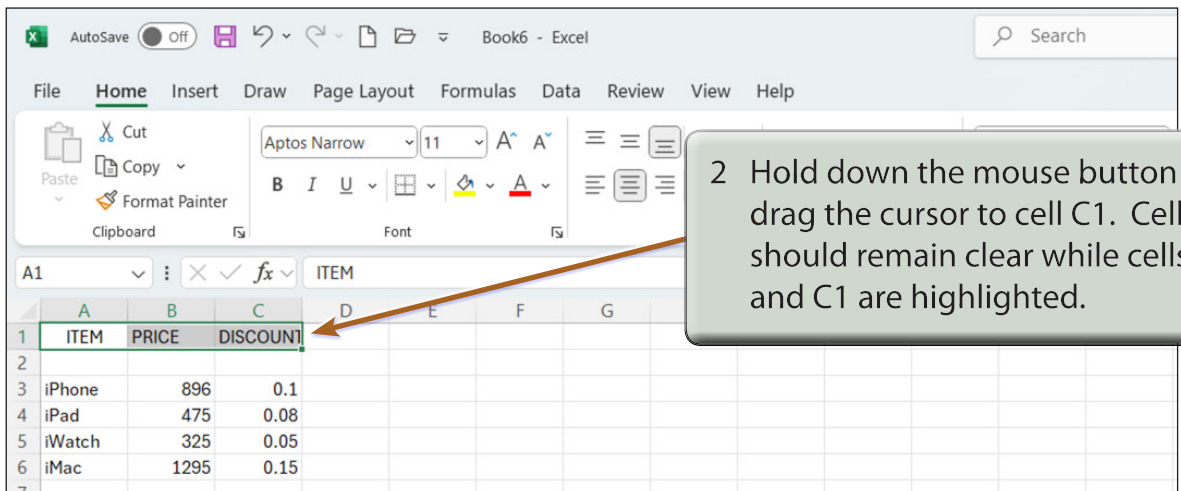 AutoSave Off Book6 - Excel Search
File Home Insert Draw Page Layout Formulas Data Review View Help
Cut
Copy
Paste
Format Painter
Aptos Narrow 11 A A
B I U A
Clipboard Font
2 Hold down the mouse button
drag the cursor to cell C1. Cell
should remain clear while cells
and C1 are highlighted.
A1 fx ITEM
A B C D E F G
1 ITEM PRICE DISCOUNT
2
3 iPhone 896 0.1
4 iPad 475 0.08
5 iWatch 325 0.05
6 iMac 1295 0.15